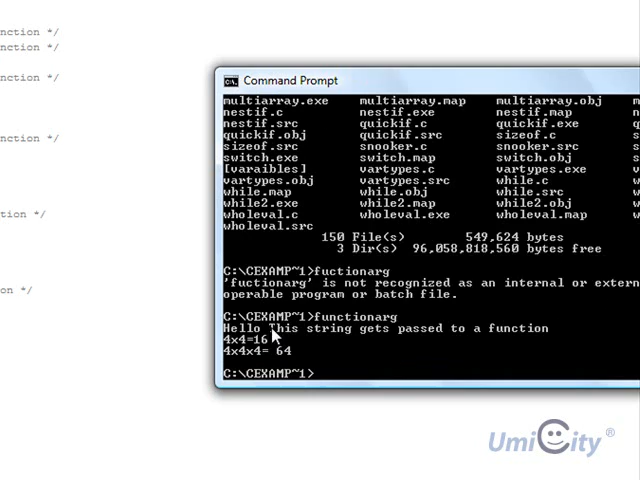 nction */
nction */
nction */
nction */
tion */
on */
Command Prompt
multiarray.exe multiarray.map multiarray.obj
nestif.c nestif.exe nestif.map
nestif.src quickif.c quickif.exe
quickif.obj quickif.src sizeof.c
sizeof.src snooker.c snooker.src
switch.exe switch.map switch.obj
[varaibles] vartypes.c vartypes.exe
vartypes.obj vartypes.src while.c
while.map while.obj while.src
while2.exe while2.map while2.obj
wholeval.c wholeval.exe wholeval.map
wholeval.src
150 File(s) 549,624 bytes
3 Dir(s) 96,058,818,560 bytes free
C:\CEXAMP~1>fuctionarg
'fuctionarg' is not recognized as an internal or extern
operable program or batch file.
C:\CEXAMP~1>functionarg
Hello This string gets passed to a function
4x4=16
4x4x4= 64
C:\CEXAMP~1>
UmiCity ®